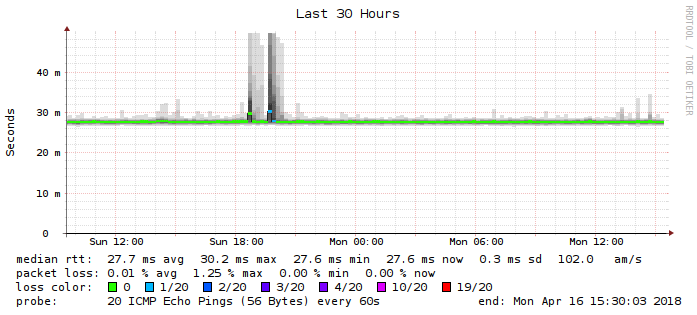 Last 30 Hours
RRDTOOL / TOBI OETIKER
Seconds
40 m
30 m
20 m
10 m
0
Sun 12:00 Sun 18:00 Mon 00:00 Mon 06:00 Mon 12:00
median rtt: 27.7 ms avg 30.2 ms max 27.6 ms min 27.6 ms now 0.3 ms sd 102.0 am/s
packet loss: 0.01 % avg 1.25 % max 0.00 % min 0.00 % now
loss color: 0 1/20 2/20 3/20 4/20 10/20 19/20
probe: 20 ICMP Echo Pings (56 Bytes) every 60s end: Mon Apr 16 15:30:03 2018